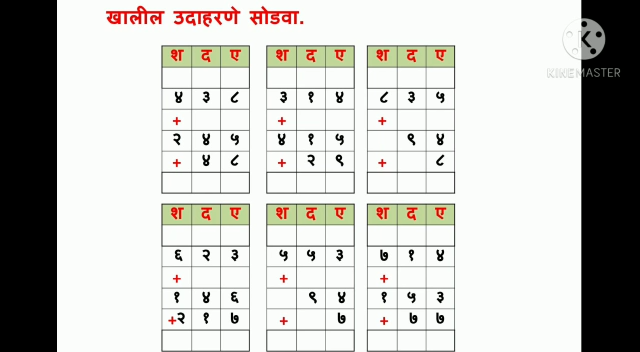 खालील उदाहरणे सोडवा.
KINEMASTER
श द ए श द ए श द ए
४ ३ ८ ३ १ ४ ८ ३ ५
+ + +
२ ४ ५ ४ १ ५ ९ ४
+ ४ ८ + २ ९ + ८
श द ए श द ए श द ए
६ २ ३ ५ ५ ३ ७ १ ४
+ + +
१ ४ ६ ९ ४ १ ५ ३
+२ १ ७ + ७ + ७ ७